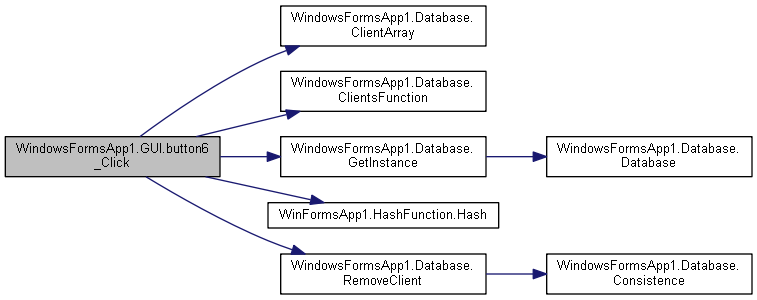 WindowsFormsApp1.GUI.button6
_Click
WindowsFormsApp1.Database.
ClientArray
WindowsFormsApp1.Database.
ClientsFunction
WindowsFormsApp1.Database.
GetInstance
WindowsFormsApp1.Database.
Database
WinFormsApp1.HashFunction.Hash
WindowsFormsApp1.Database.
RemoveClient
WindowsFormsApp1.Database.
Consistence